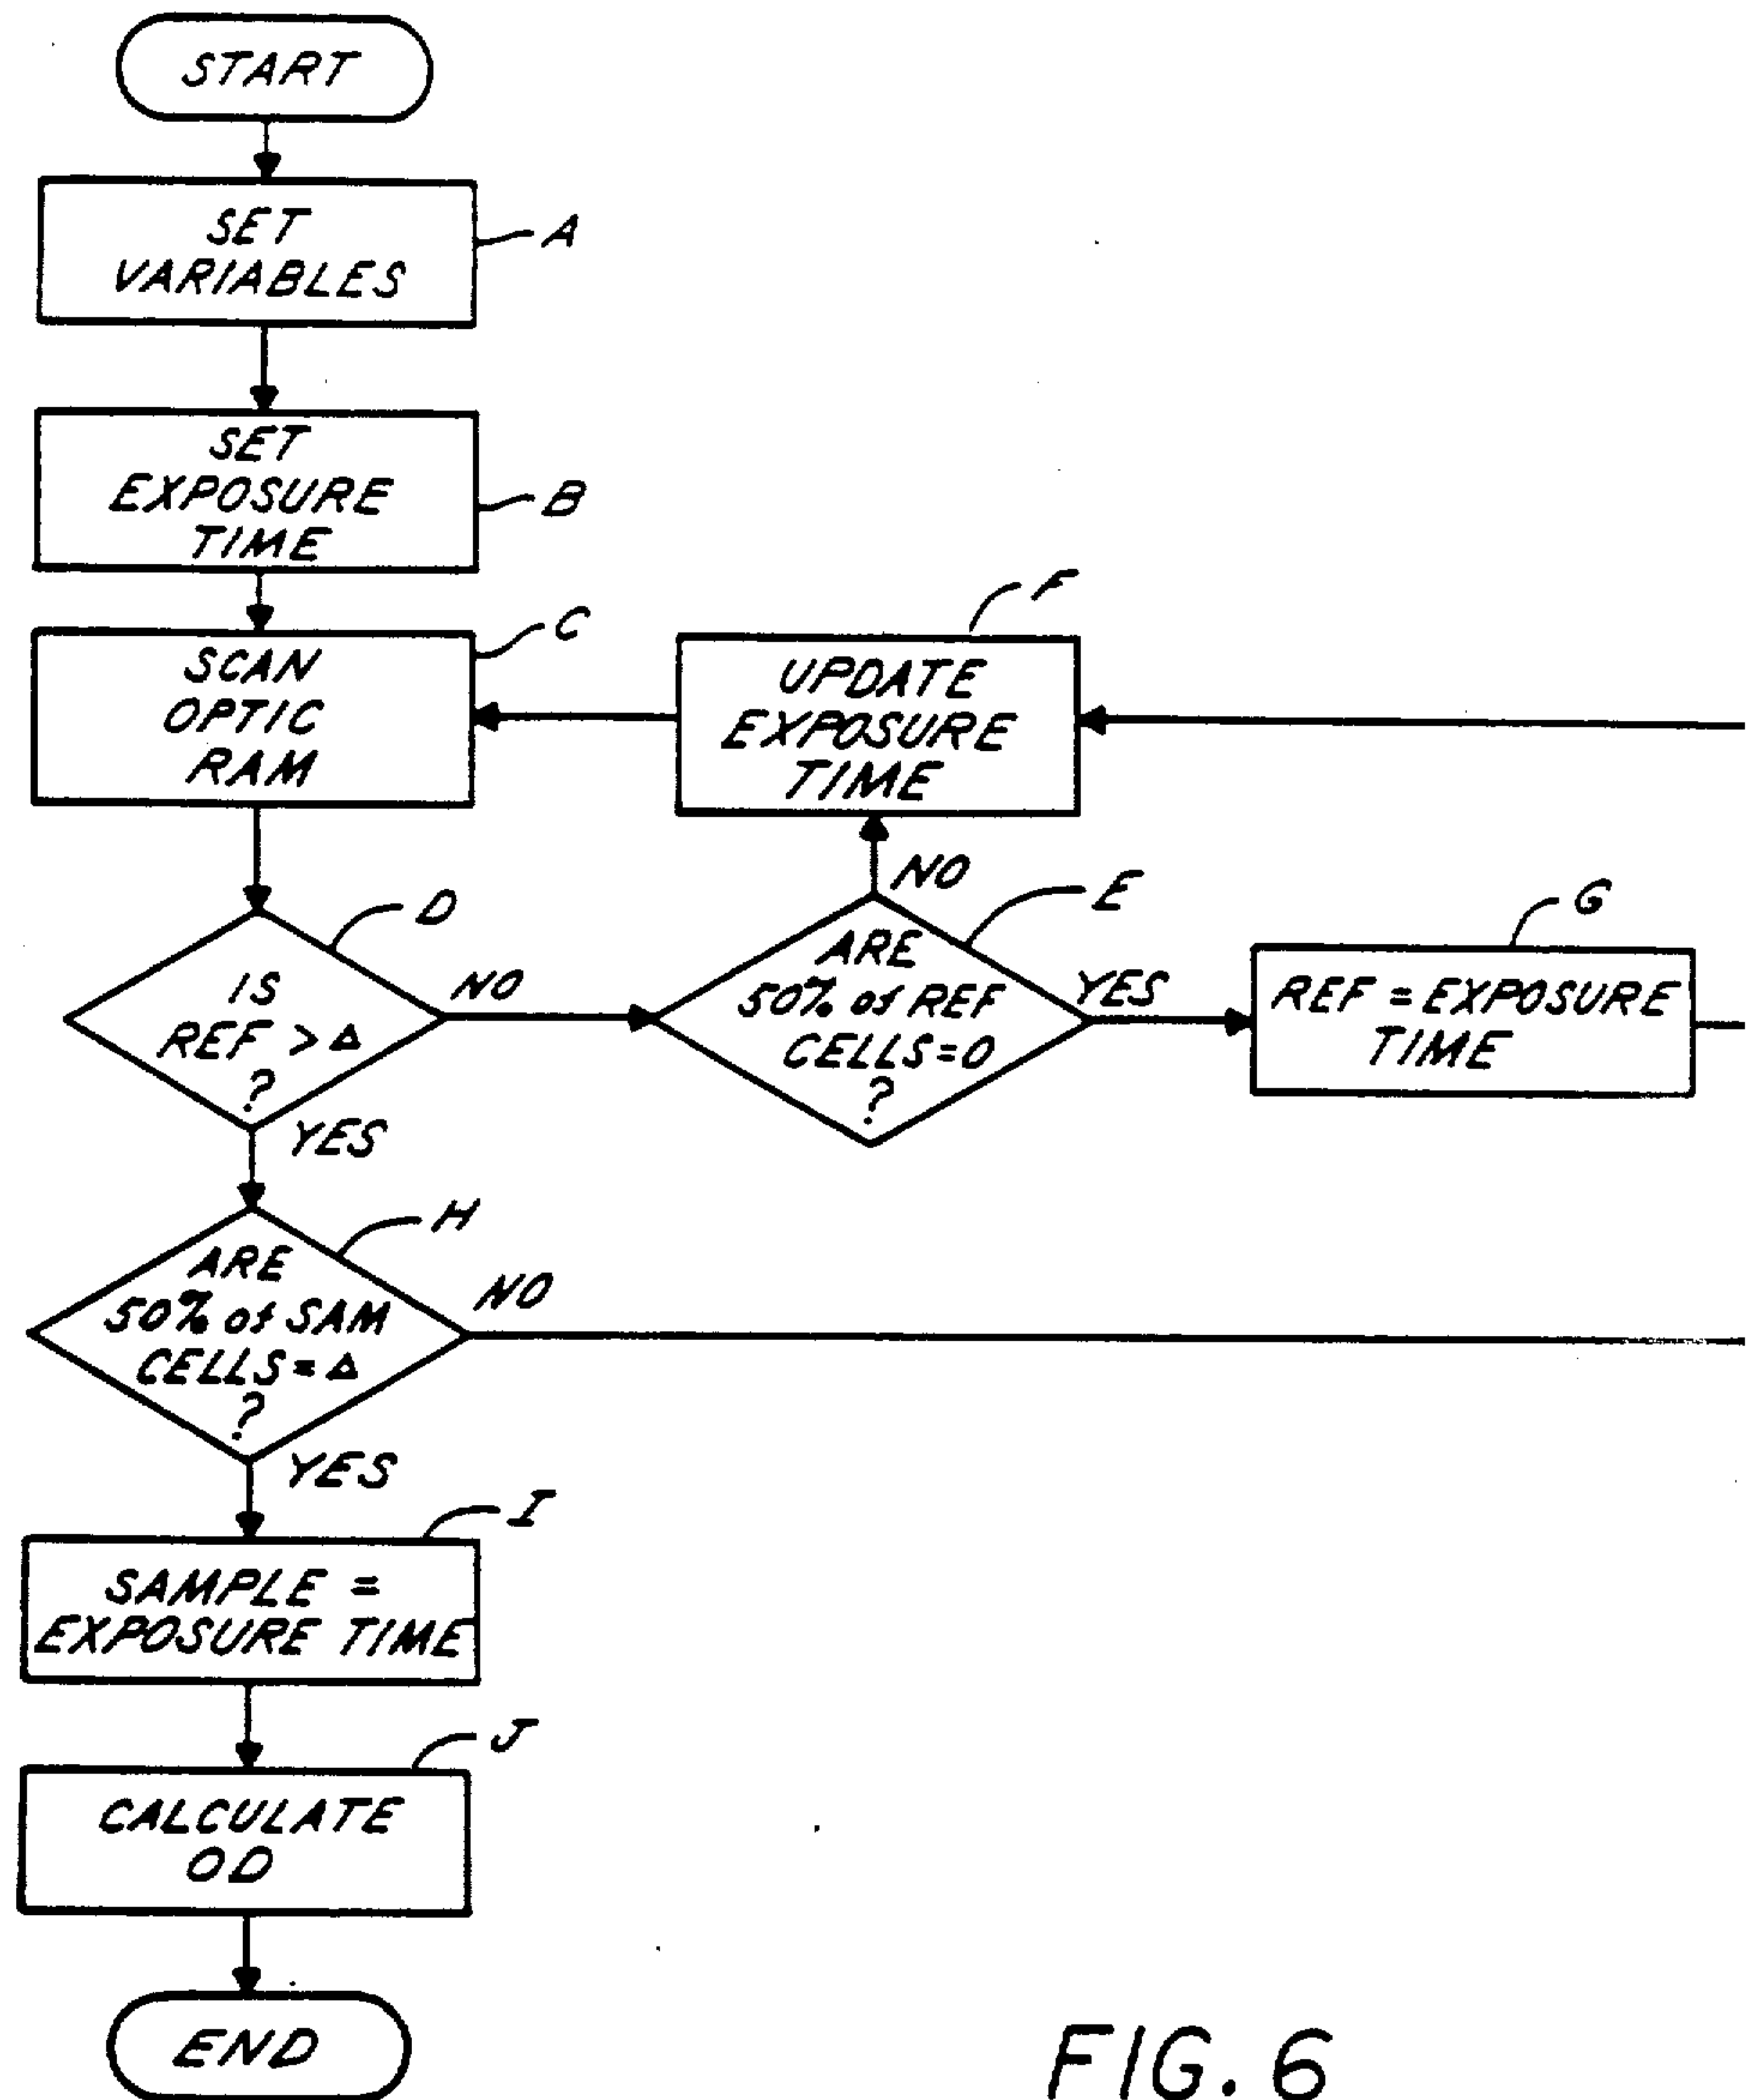 START
SET
VARIABLES
A
SET
EXPOSURE
TIME
B
SCAN
OPTIC
RAM
C
UPDATE
EXPOSURE
TIME
F
IS
REF > Δ
?
D
NO
YES
ARE
50% of REF
CELLS=0
?
E
NO
YES
REF = EXPOSURE
TIME
G
ARE
50% of SAM
CELLS = Δ
?
H
NO
YES
SAMPLE =
EXPOSURE TIME
I
CALCULATE
OD
J
END
FIG. 6